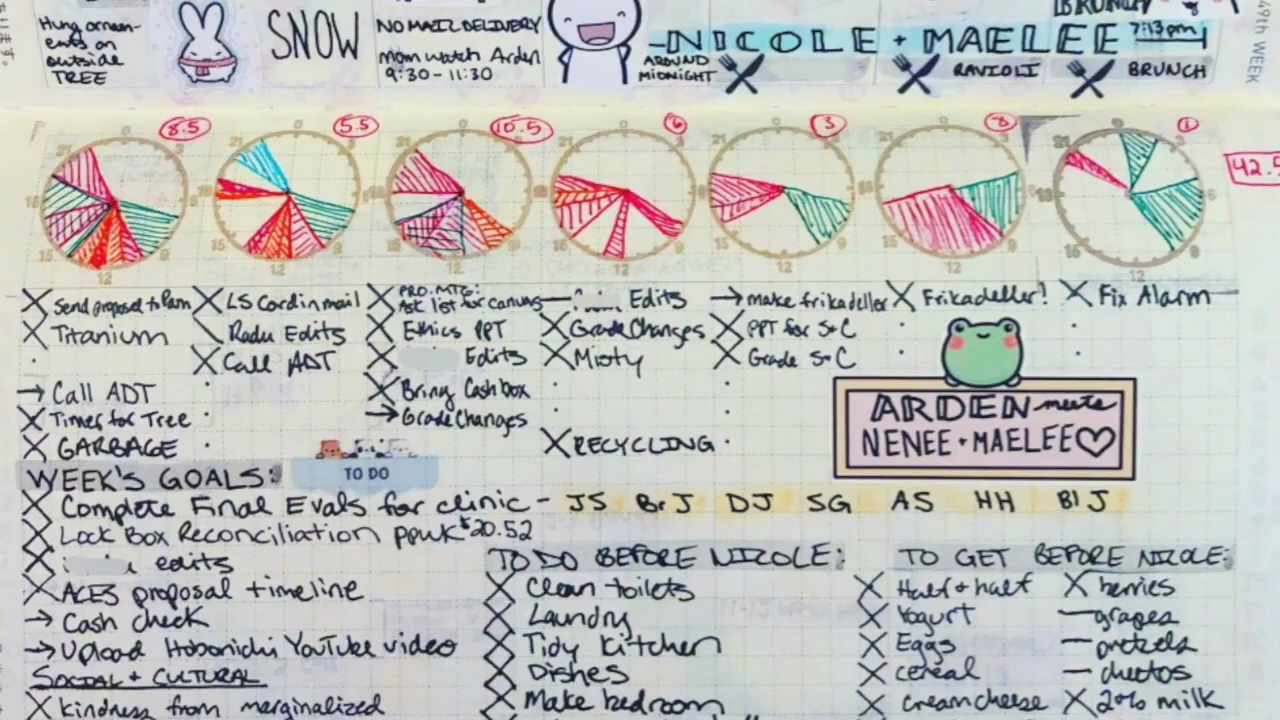 Hung ornam-
ents on
outside
TREE
SNOW
NO MAIL DELIVERY
mom watch Arden
9:30 - 11:30
AROUND
MIDNIGHT
BRUNCH
-NICOLE + MAELEE
7:13pm
RAVIOLI
BRUNCH
49th WEEK
8.5
5.5
10.5
6
3
8
1
42.5
X Send proposal to Pam
X Titanium
→ Call ADT
X Timer for Tree
X GARBAGE
X LS Cord in mail
Radu Edits
X Call ADT
X PRO. MTG:
Ask list for canvas
X Ethics PPT
X Edits
X Bring Cash box
→ Grade Changes
— Edits
X Grade Changes
X Misty
X RECYCLING
→ make frikadeller
X PPT for S+C
X Grade S+C
X Frikadeller!
X Fix Alarm
ARDEN meets
NENEE + MAELEE♡
WEEK'S GOALS:
TO DO
X Complete Final Evals for clinic - JS BrJ DJ SG AS HH BlJ
X Lock Box Reconciliation ppwk $20.52
X edits
X ACES proposal timeline
→ Cash check
→ Upload Hobonichi YouTube video
SOCIAL + CULTURAL
X kindness from marginalized
TO DO BEFORE NICOLE:
X Clean toilets
X Laundry
X Tidy Kitchen
X Dishes
X Make bedroom
TO GET BEFORE NICOLE:
X Half + half
X Yogurt
X Eggs
X cereal
X cream cheese
X berries
— grapes
— pretzels
— cheetos
X 2% milk